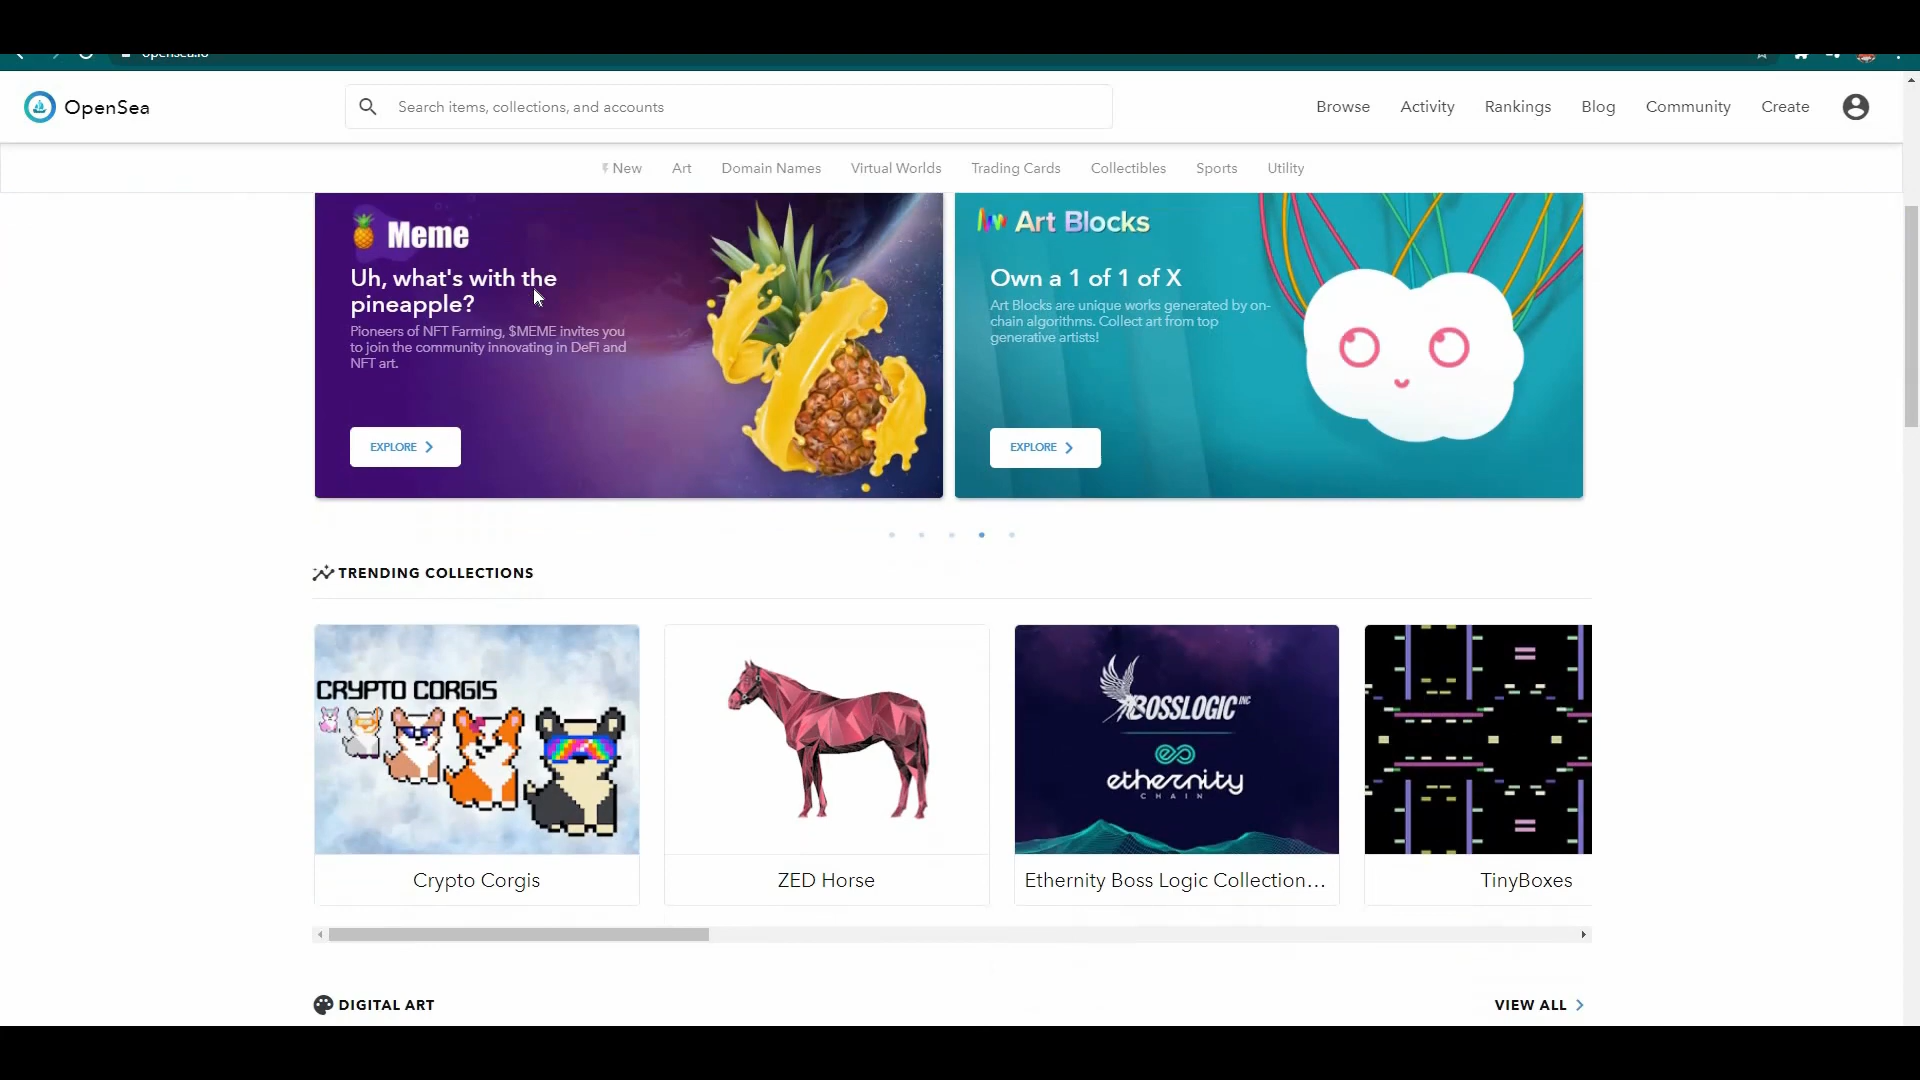 opensea.io
OpenSea
Search items, collections, and accounts
Browse
Activity
Rankings
Blog
Community
Create
New
Art
Domain Names
Virtual Worlds
Trading Cards
Collectibles
Sports
Utility
Meme
Uh, what's with the
pineapple?
Pioneers of NFT Farming, $MEME invites you
to join the community innovating in DeFi and
NFT art.
EXPLORE
Art Blocks
Own a 1 of 1 of X
Art Blocks are unique works generated by on-
chain algorithms. Collect art from top
generative artists!
EXPLORE
TRENDING COLLECTIONS
CRYPTO CORGIS
BOSSLOGIC INC
ethernity
CHAIN
Crypto Corgis
ZED Horse
Ethernity Boss Logic Collection...
TinyBoxes
DIGITAL ART
VIEW ALL